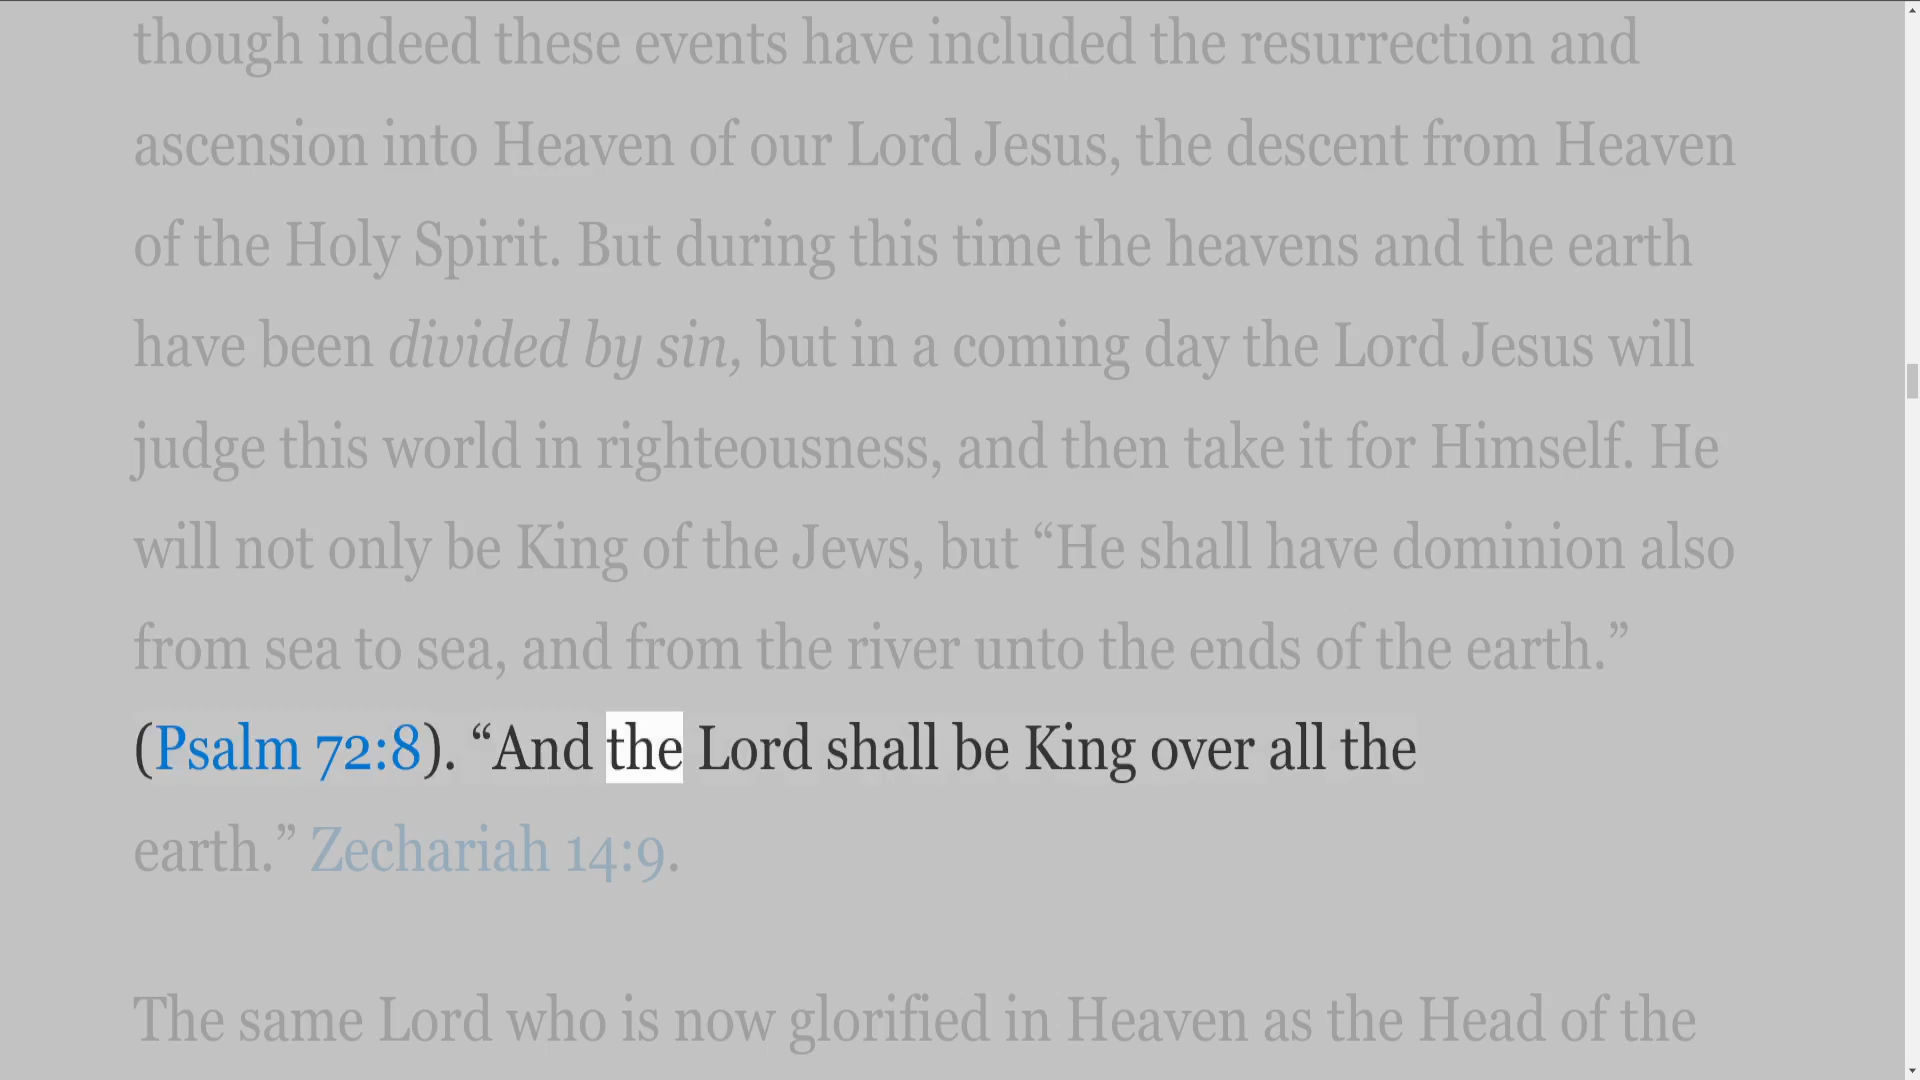 though indeed these events have included the resurrection and
ascension into Heaven of our Lord Jesus, the descent from Heaven
of the Holy Spirit. But during this time the heavens and the earth
have been divided by sin, but in a coming day the Lord Jesus will
judge this world in righteousness, and then take it for Himself. He
will not only be King of the Jews, but “He shall have dominion also
from sea to sea, and from the river unto the ends of the earth.”
(Psalm 72:8). “And the Lord shall be King over all the
earth.” Zechariah 14:9.
The same Lord who is now glorified in Heaven as the Head of the